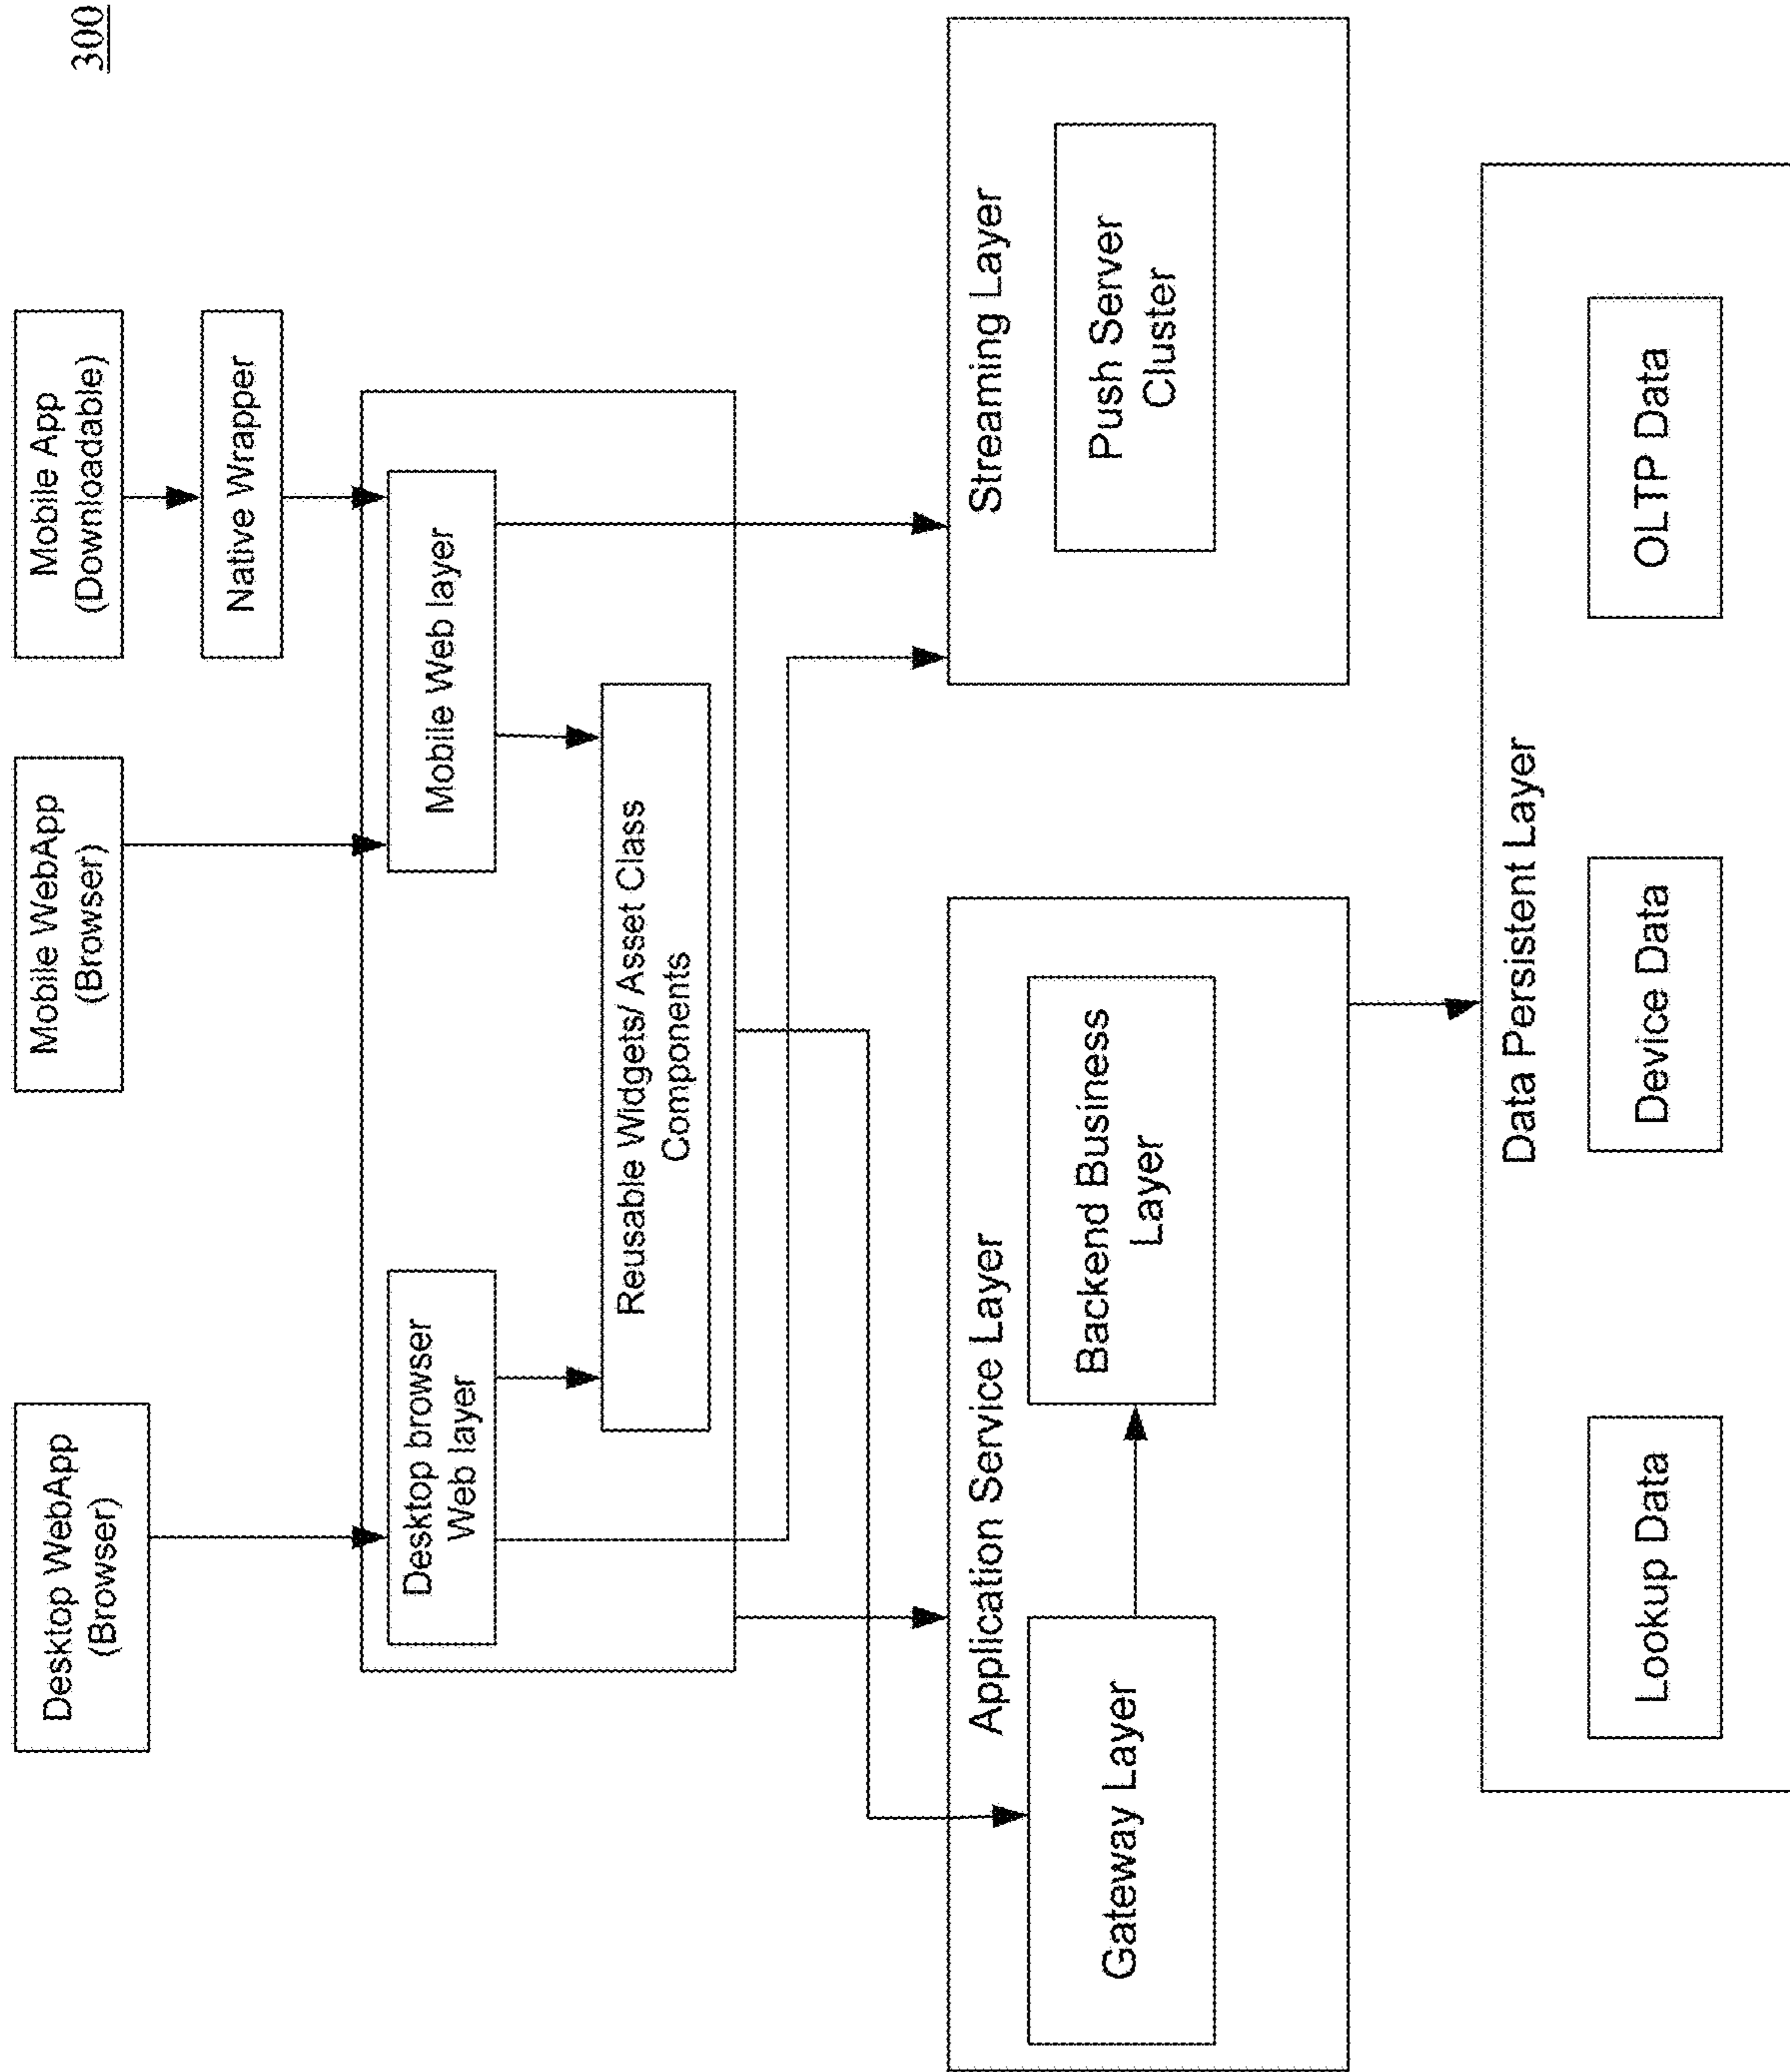 300
Desktop WebApp
(Browser)
Mobile WebApp
(Browser)
Mobile App
(Downloadable)
Native Wrapper
Desktop browser
Web layer
Mobile Web layer
Reusable Widgets/ Asset Class
Components
Application Service Layer
Gateway Layer
Backend Business
Layer
Streaming Layer
Push Server
Cluster
Data Persistent Layer
Lookup Data
Device Data
OLTP Data